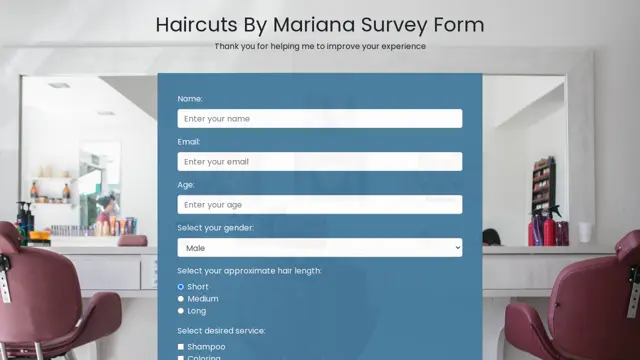 Haircuts By Mariana Survey Form
Thank you for helping me to improve your experience
Name:
Enter your name
Email:
Enter your email
Age:
Enter your age
Select your gender:
Male
Select your approximate hair length:
Short
Medium
Long
Select desired service:
Shampoo
Coloring